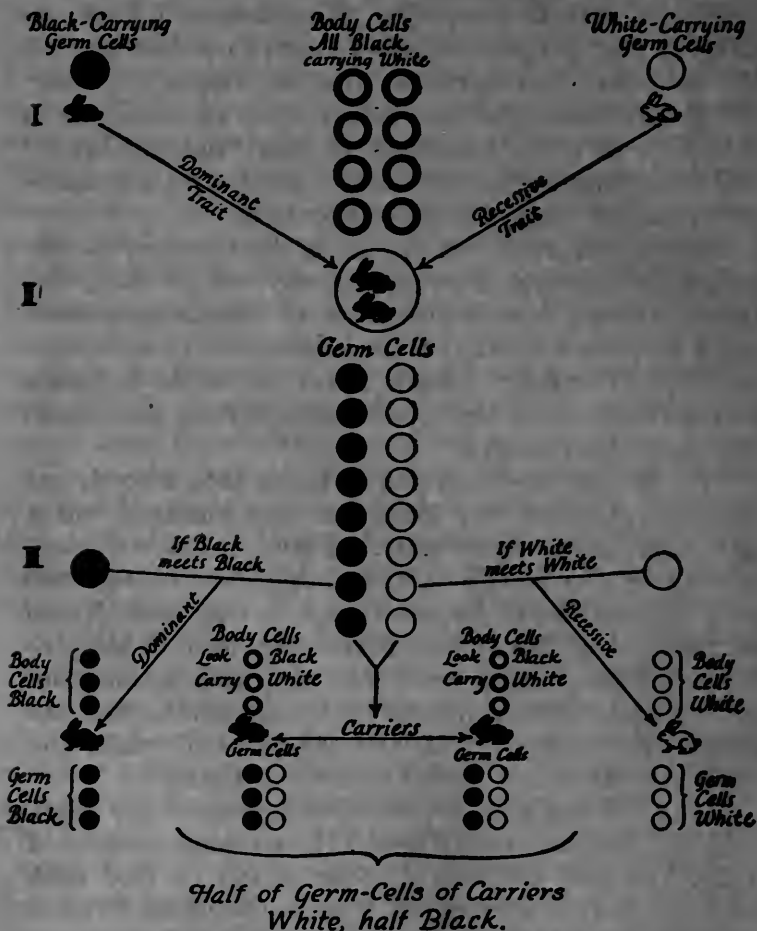 Black-Carrying
Germ Cells
Body Cells
All Black
carrying White
White-Carrying
Germ Cells
I
Dominant
Trait
Recessive
Trait
II
Germ Cells
II
If Black
meets Black
If White
meets White
Dominant
Recessive
Body
Cells
Black
Body Cells
Look Black
Carry White
Body Cells
Look Black
Carry White
Body
Cells
White
Carriers
Germ Cells
Germ Cells
Germ
Cells
Black
Germ
Cells
White
Half of Germ-Cells of Carriers
White, half Black.